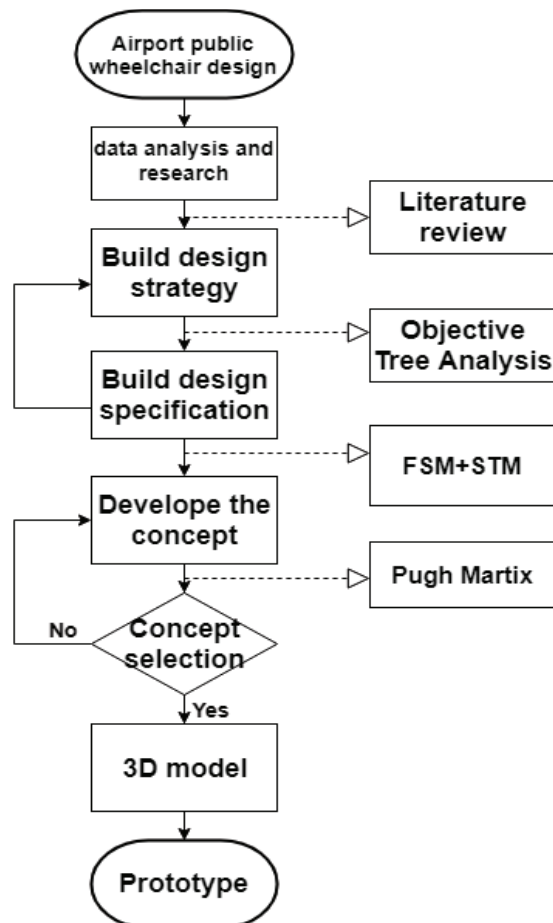 Airport public
wheelchair design
data analysis and
research
Literature
review
Build design
strategy
Objective
Tree Analysis
Build design
specification
FSM+STM
Develope the
concept
Pugh Martix
No
Concept
selection
Yes
3D model
Prototype